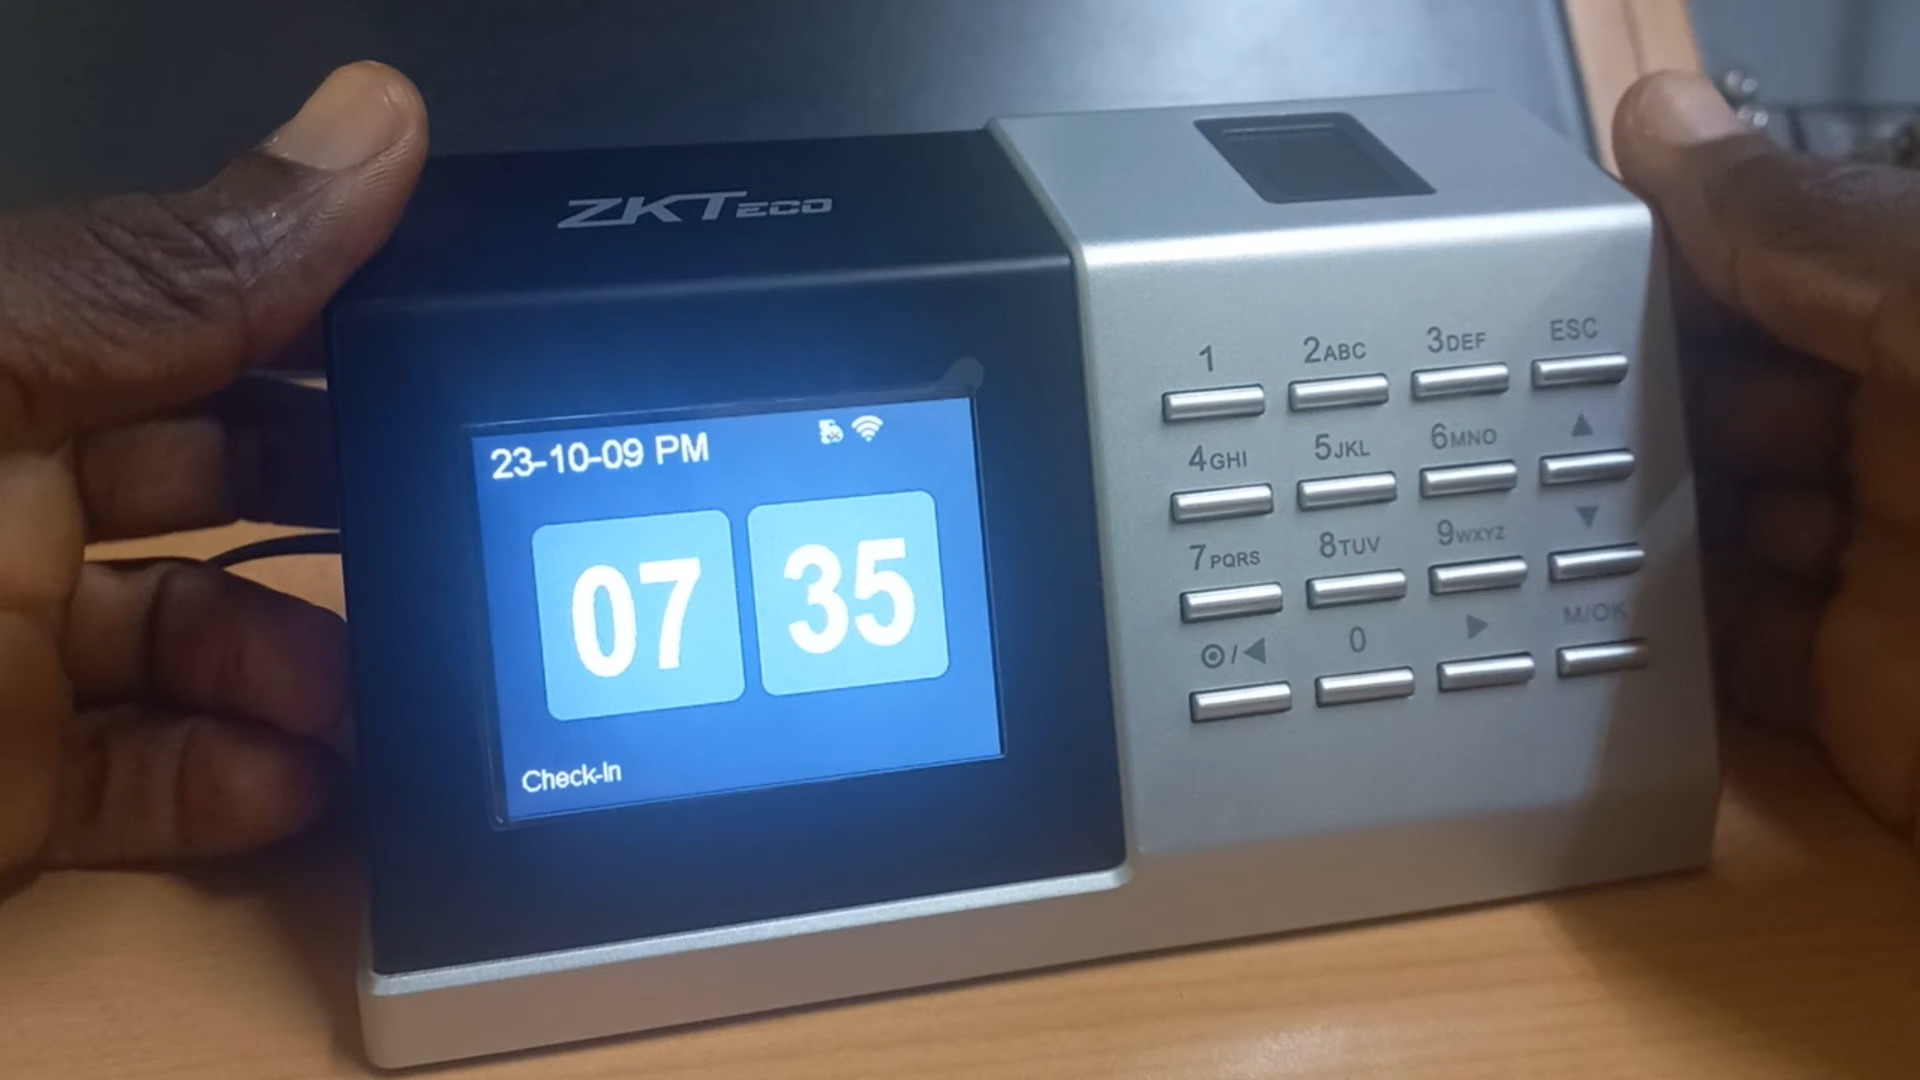 ZKTECO
23-10-09 PM
07 35
Check-In
1 2ABC 3DEF ESC
4GHI 5JKL 6MNO ▲
7PQRS 8TUV 9WXYZ ▼
⊙/◀ 0 ▶ M/OK